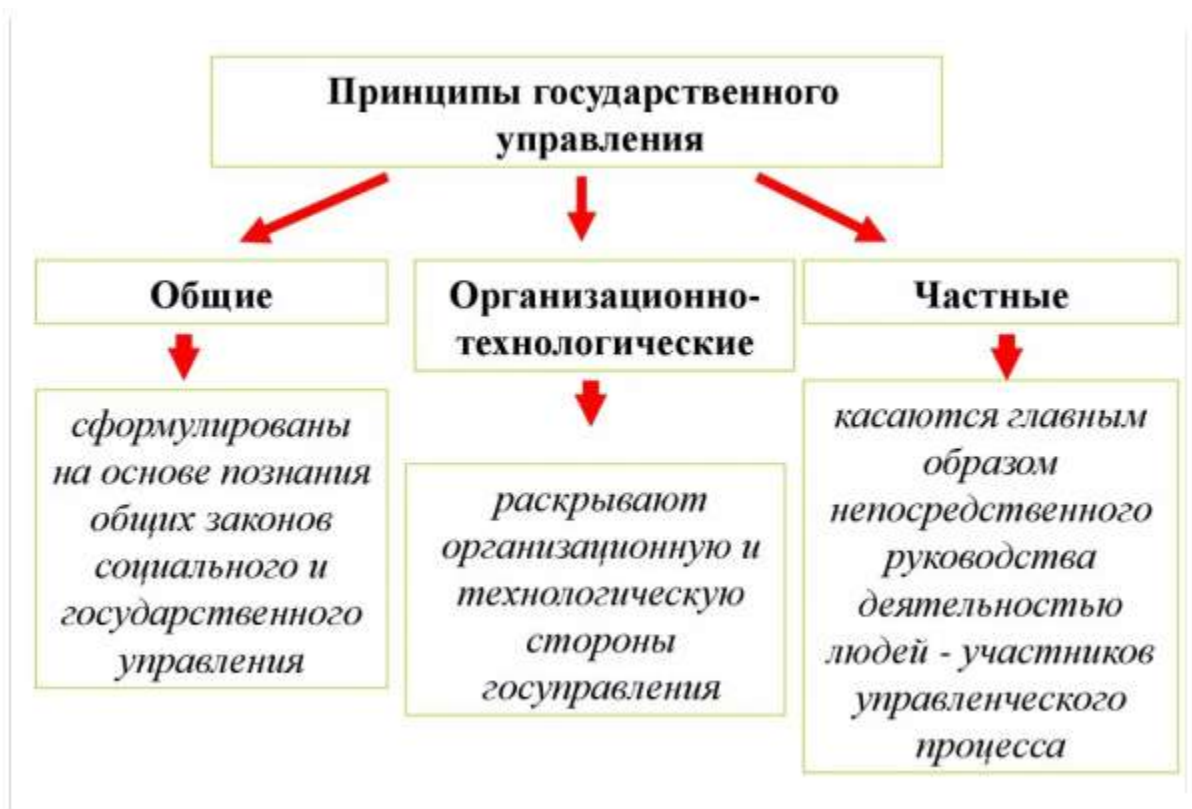 Принципы государственного
управления
Общие
Организационно-
технологические
Частные
сформулированы
на основе познания
общих законов
социального и
государственного
управления
раскрывают
организационную и
технологическую
стороны
госуправления
касаются главным
образом
непосредственного
руководства
деятельностью
людей - участников
управленческого
процесса